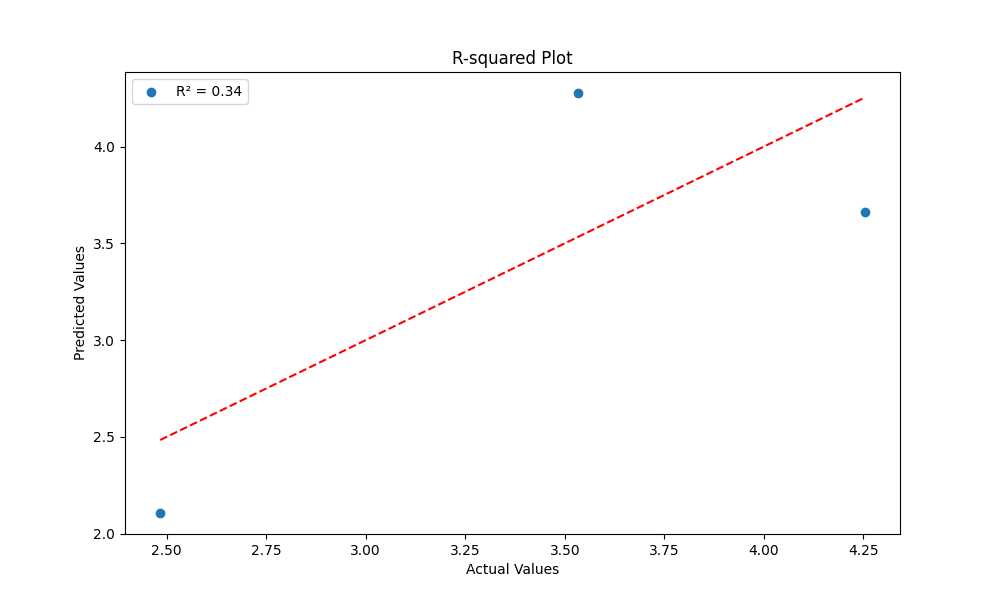 R-squared Plot
R² = 0.34
4.0
3.5
3.0
2.5
2.0
Predicted Values
2.50 2.75 3.00 3.25 3.50 3.75 4.00 4.25
Actual Values